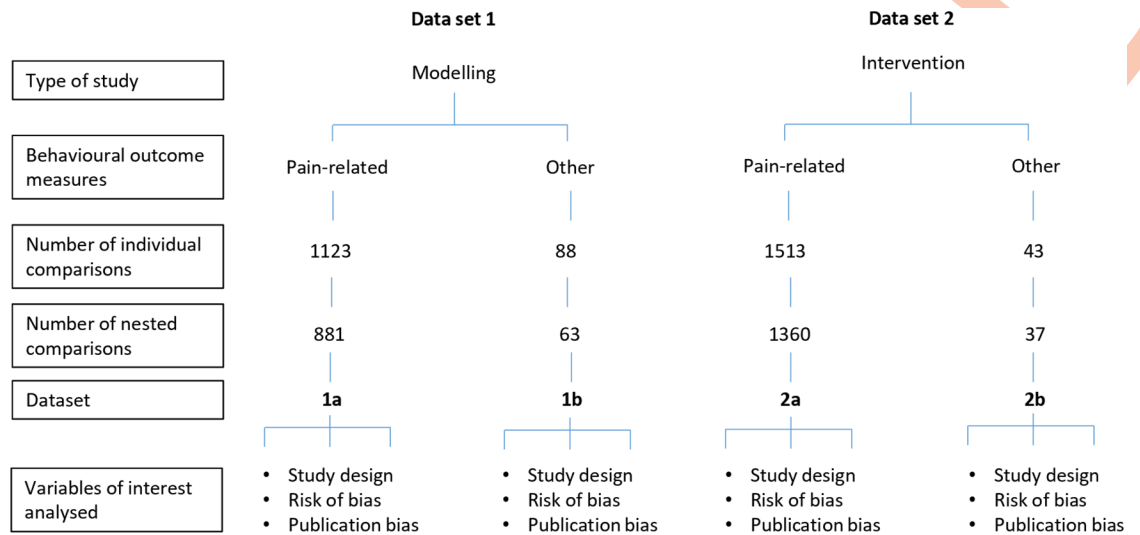 Data set 1
Data set 2
Type of study
Modelling
Intervention
Behavioural outcome
measures
Pain-related
Other
Pain-related
Other
Number of individual
comparisons
1123
88
1513
43
Number of nested
comparisons
881
63
1360
37
Dataset
1a
1b
2a
2b
Variables of interest
analysed
• Study design
• Risk of bias
• Publication bias
• Study design
• Risk of bias
• Publication bias
• Study design
• Risk of bias
• Publication bias
• Study design
• Risk of bias
• Publication bias